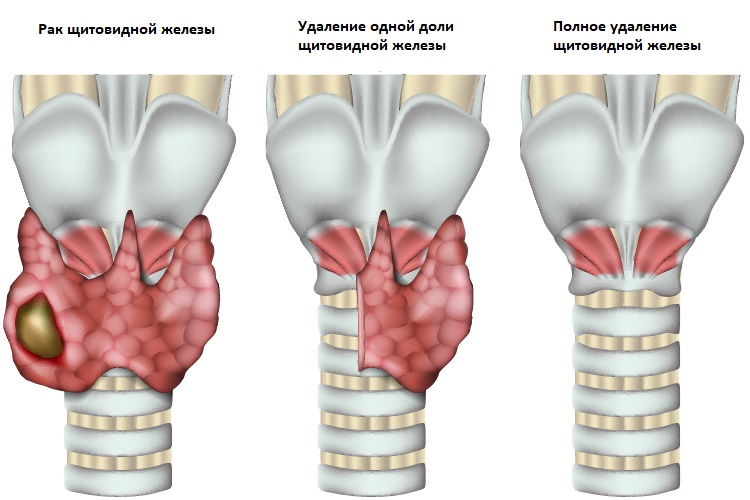 Рак щитовидной железы
Удаление одной доли
щитовидной железы
Полное удаление
щитовидной железы